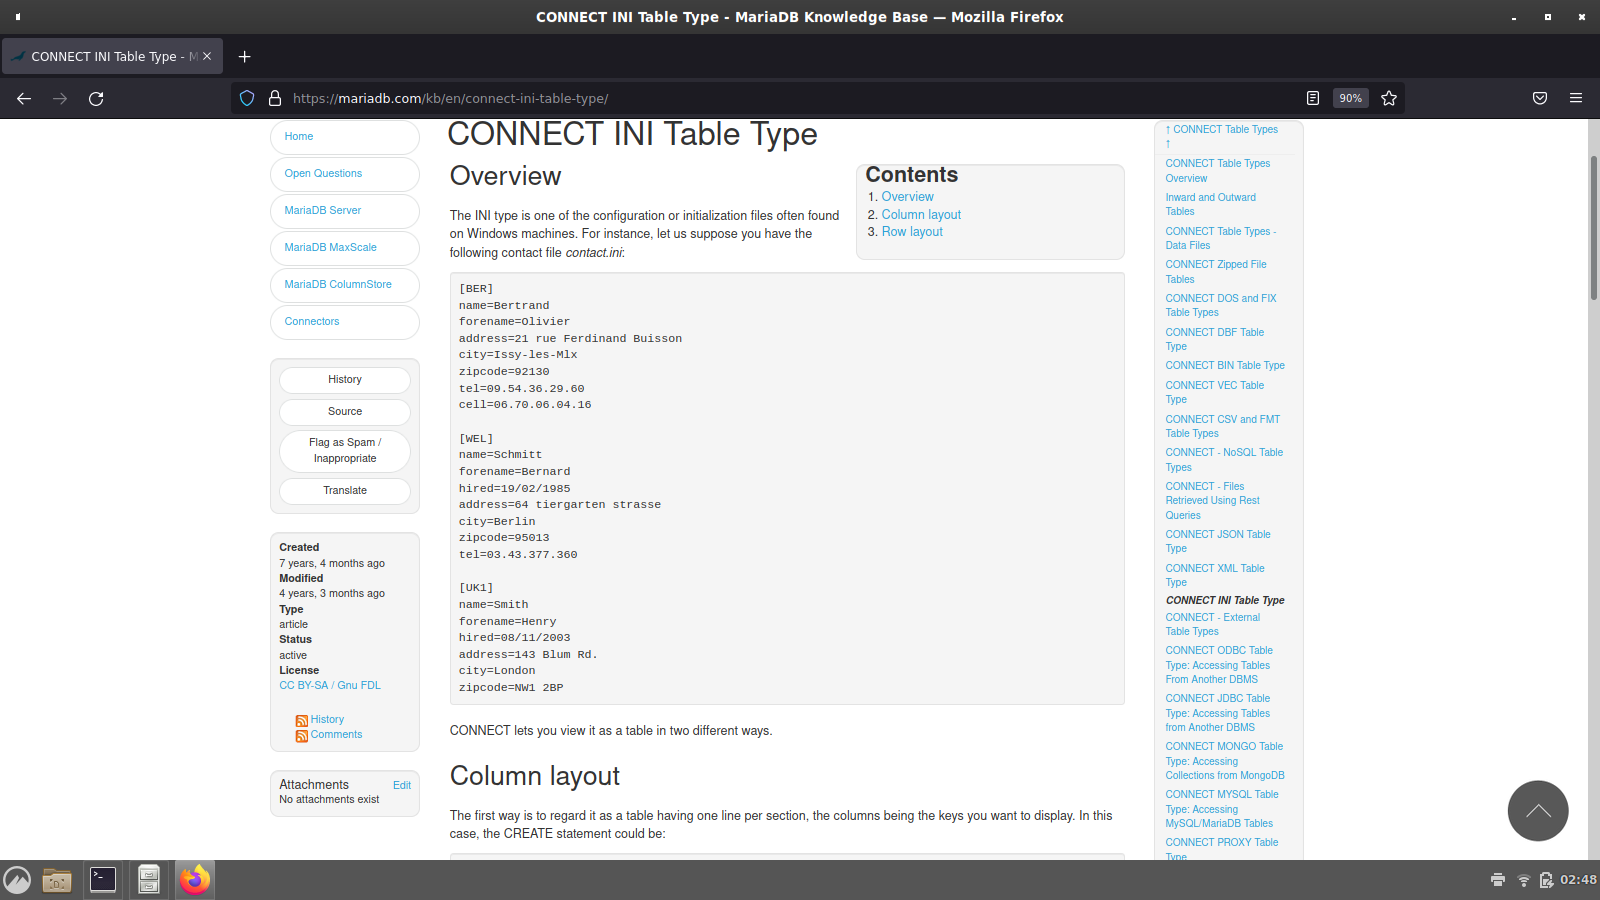 CONNECT INI Table Type - MariaDB Knowledge Base — Mozilla Firefox
CONNECT INI Table Type - M
https://mariadb.com/kb/en/connect-ini-table-type/
90%
Home
Open Questions
MariaDB Server
MariaDB MaxScale
MariaDB ColumnStore
Connectors
History
Source
Flag as Spam /
Inappropriate
Translate
Created
7 years, 4 months ago
Modified
4 years, 3 months ago
Type
article
Status
active
License
CC BY-SA / Gnu FDL
History
Comments
Attachments
Edit
No attachments exist
CONNECT INI Table Type
Overview
The INI type is one of the configuration or initialization files often found
on Windows machines. For instance, let us suppose you have the
following contact file contact.ini:
Contents
1. Overview
2. Column layout
3. Row layout
[BER]
name=Bertrand
forename=Olivier
address=21 rue Ferdinand Buisson
city=Issy-les-Mlx
zipcode=92130
tel=09.54.36.29.60
cell=06.70.06.04.16
[WEL]
name=Schmitt
forename=Bernard
hired=19/02/1985
address=64 tiergarten strasse
city=Berlin
zipcode=95013
tel=03.43.377.360
[UK1]
name=Smith
forename=Henry
hired=08/11/2003
address=143 Blum Rd.
city=London
zipcode=NW1 2BP
CONNECT lets you view it as a table in two different ways.
Column layout
The first way is to regard it as a table having one line per section, the columns being the keys you want to display. In this
case, the CREATE statement could be:
↑ CONNECT Table Types
↑
CONNECT Table Types
Overview
Inward and Outward
Tables
CONNECT Table Types -
Data Files
CONNECT Zipped File
Tables
CONNECT DOS and FIX
Table Types
CONNECT DBF Table
Type
CONNECT BIN Table Type
CONNECT VEC Table
Type
CONNECT CSV and FMT
Table Types
CONNECT - NoSQL Table
Types
CONNECT - Files
Retrieved Using Rest
Queries
CONNECT JSON Table
Type
CONNECT XML Table
Type
CONNECT INI Table Type
CONNECT - External
Table Types
CONNECT ODBC Table
Type: Accessing Tables
From Another DBMS
CONNECT JDBC Table
Type: Accessing Tables
from Another DBMS
CONNECT MONGO Table
Type: Accessing
Collections from MongoDB
CONNECT MYSQL Table
Type: Accessing
MySQL/MariaDB Tables
CONNECT PROXY Table
Type
02:48